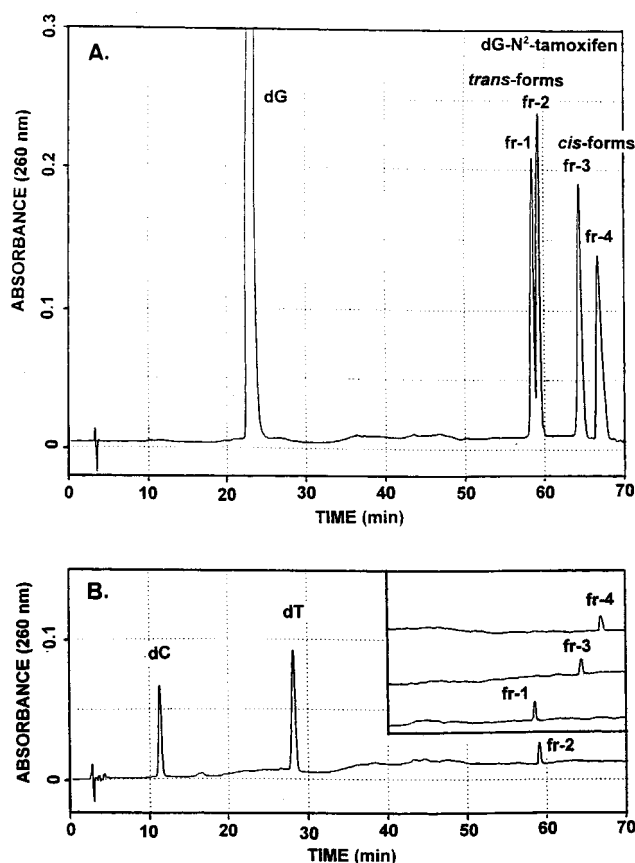 A.
dG-N²-tamoxifen
trans-forms
fr-2
dG
fr-1
cis-forms
fr-3
fr-4
0.3
0.2
0.1
0
ABSORBANCE (260 nm)
0 10 20 30 40 50 60 70
TIME (min)
B.
dC
dT
fr-4
fr-3
fr-1
fr-2
0.1
0
ABSORBANCE (260 nm)
0 10 20 30 40 50 60 70
TIME (min)